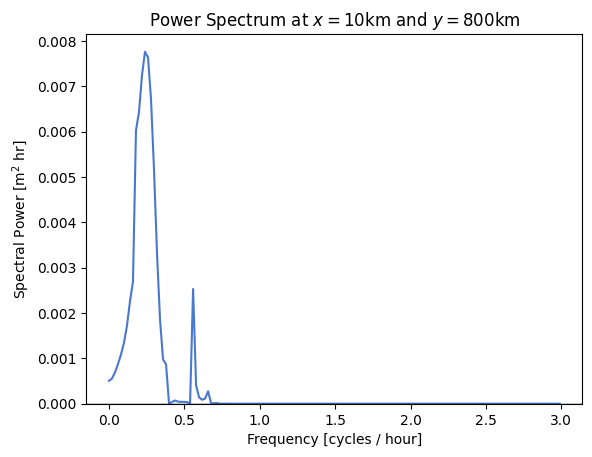 Power Spectrum at x = 10km and y = 800km
0.008
0.007
0.006
0.005
0.004
0.003
0.002
0.001
0.000
Spectral Power [m² hr]
0.0 0.5 1.0 1.5 2.0 2.5 3.0
Frequency [cycles / hour]